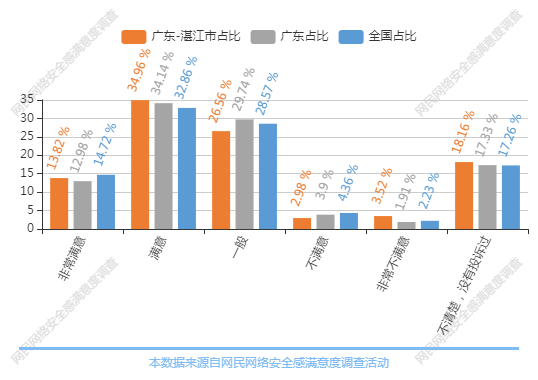 广东-湛江市占比 广东占比 全国占比
网民网络安全感满意度调查 网民网络安全感满意度调查
13.82 % 12.98 % 14.72 % 34.96 % 34.14 % 32.86 % 26.56 % 29.74 % 28.57 % 2.98 % 3.9 % 4.36 % 3.52 % 1.91 % 2.23 % 18.16 % 17.33 % 17.26 %
35
30
25
20
15
10
5
0
非常满意 满意 一般 不满意 非常不满意 不清楚，没有投诉过
网民网络安全感满意度调查 网民网络安全感满意度调查
本数据来源自网民网络安全感满意度调查活动